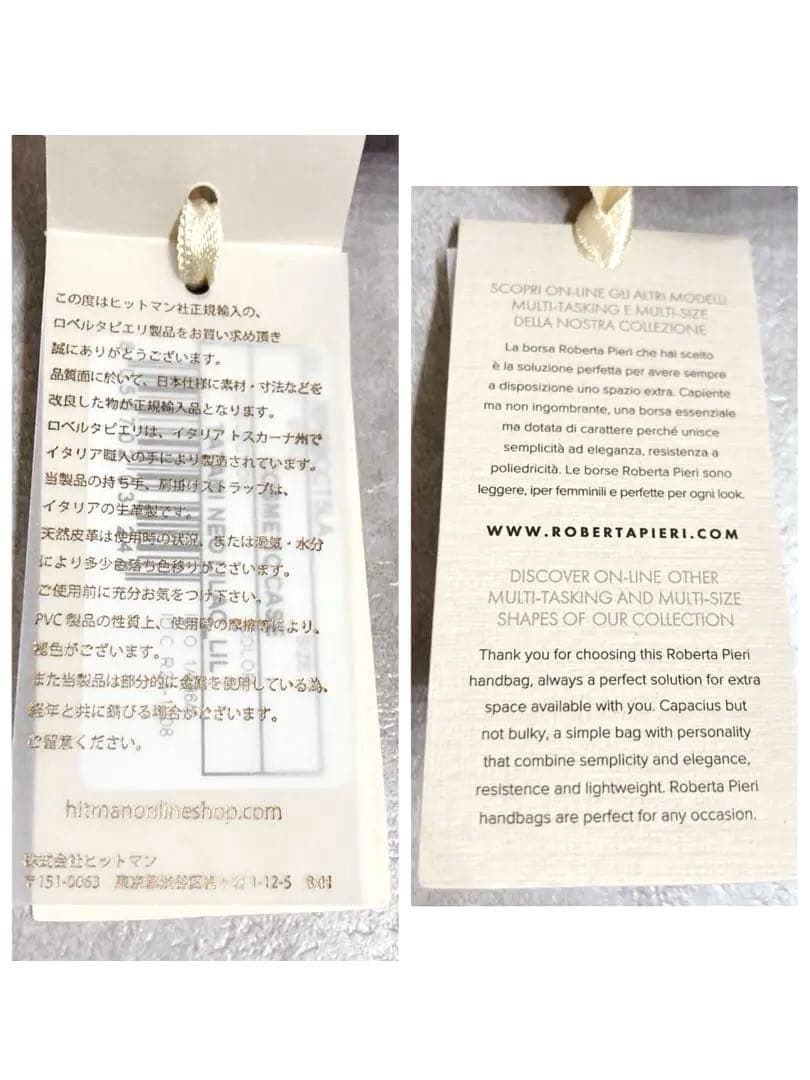 この度はヒットマン社正規輸入の、
ロベルタピエリ製品をお買い求め頂き
誠にありがとうございます。
品質面に於いて、日本仕様に素材・寸法などを
改良した物が正規輸入品となります。
ロベルタピエリは、イタリアトスカーナ州で
イタリア職人の手により製造されています。
当製品の持ち手、肩掛けストラップは、
イタリアの牛革製です。
天然皮革は使用時の状況、または湿気・水分
により多少色落ち色移りがございます。
ご使用前に充分お気をつけ下さい。
PVC製品の性質上、使用時の摩擦等により、
褪色がございます。
また当製品は部分的に金属を使用している為、
経年と共に錆びる場合がございます。
ご留意ください。
hitmanonlineshop.com
株式会社ヒットマン
〒151-0063 東京都渋谷区 1-12-5
SCOPRI ON-LINE GLI ALTRI MODELLI
MULTI-TASKING E MULTI-SIZE
DELLA NOSTRA COLLEZIONE
La borsa Roberta Pieri che hai scelto
è la soluzione perfetta per avere sempre
a disposizione uno spazio extra. Capiente
ma non ingombrante, una borsa essenziale
ma dotata di carattere perché unisce
semplicità ad eleganza, resistenza a
poliedricità. Le borse Roberta Pieri sono
leggere, iper femminili e perfette per ogni look.
WWW.ROBERTAPIERI.COM
DISCOVER ON-LINE OTHER
MULTI-TASKING AND MULTI-SIZE
SHAPES OF OUR COLLECTION
Thank you for choosing this Roberta Pieri
handbag, always a perfect solution for extra
space available with you. Capacius but
not bulky, a simple bag with personality
that combine semplicity and elegance,
resistance and lightweight. Roberta Pieri
handbags are perfect for any occasion.